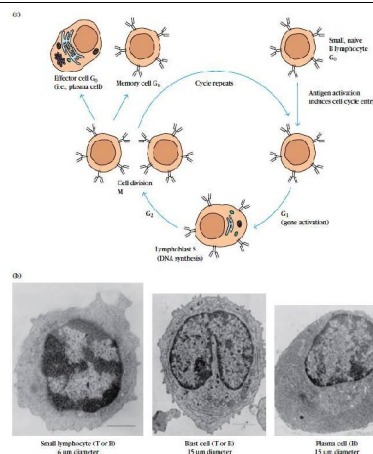 (c)
Small, naive
B lymphocyte
G0
Effector cell G0
(i.e., plasma cell)
Memory cell G0
Cycle repeats
Antigen activation
induces cell cycle entry
Cell division
M
G2
G1
(gene activation)
Lymphoblast S
(DNA synthesis)
(b)
Small lymphocyte (T or B)
6 μm diameter
Blast cell (T or B)
15 μm diameter
Plasma cell (B)
15 μm diameter